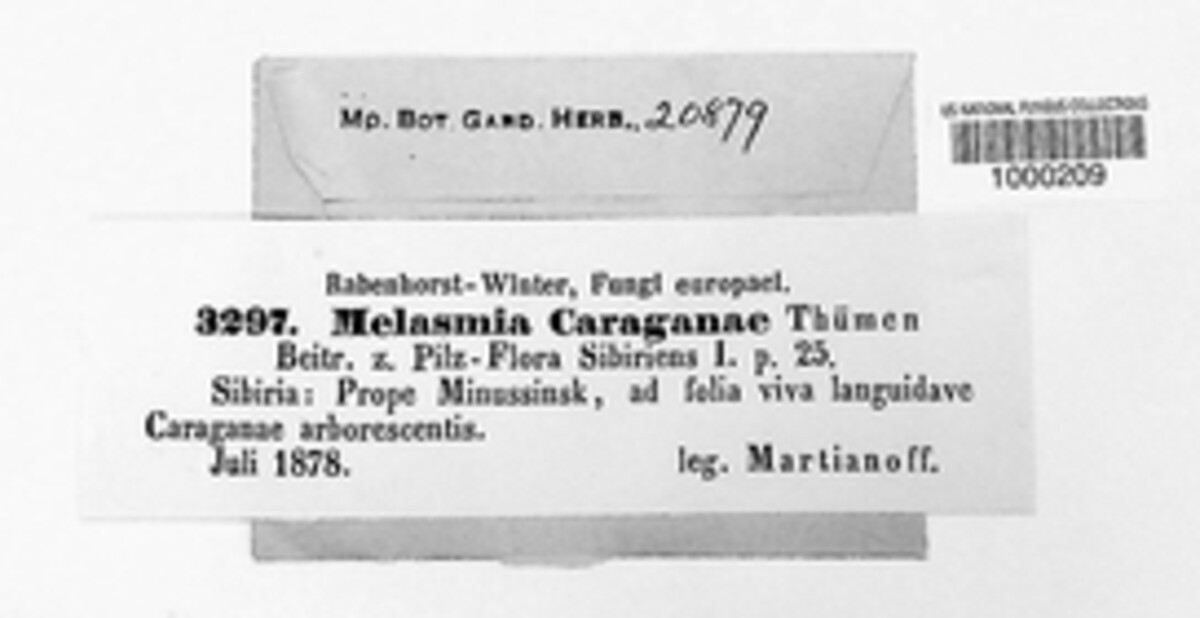 Mo. Bot. Gard. Herb., 20879
US NATIONAL FUNGUS COLLECTIONS
1000209
Rabenhorst-Winter, Fungi europaei.
3297. Melasmia Caraganae Thümen
Beitr. z. Pilz-Flora Sibiriens I. p. 25.
Sibiria: Prope Minussinsk, ad folia viva languidave
Caraganae arborescentis.
Juli 1878. leg. Martianoff.